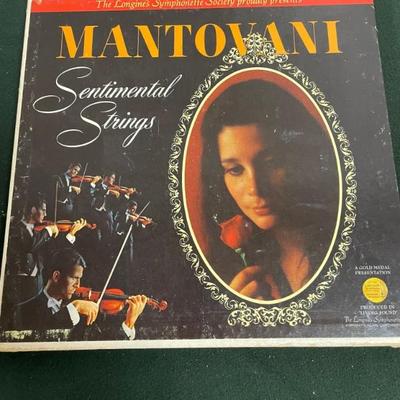 The Longines Symphonette Society proudly presents
MANTOVANI
Sentimental
Strings
A GOLD MEDAL
PRESENTATION
PRODUCED IN
"LIVING SOUND"
The Longines Symphonette